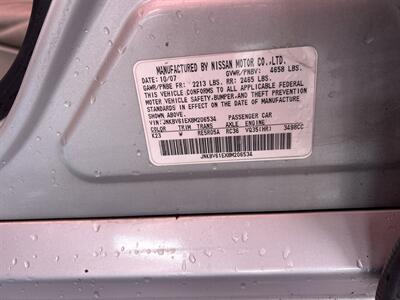 MANUFACTURED BY NISSAN MOTOR CO.,LTD.
DATE: 10/07 GVWR/PNBV: 4658 LBS.
GAWR/PNBE FR: 2213 LBS. RR: 2465 LBS.
THIS VEHICLE CONFORMS TO ALL APPLICABLE FEDERAL
MOTOR VEHICLE SAFETY,BUMPER,AND THEFT PREVENTION
STANDARDS IN EFFECT ON THE DATE OF MANUFACTURE
SHOWN ABOVE.
VIN: JNKBV61EX8M206534 PASSENGER CAR
COLOR TRIM TRANS AXLE ENGINE
K23 W RE5R05A RC36 VQ35(HR) 3498CC
JNKBV61EX8M206534